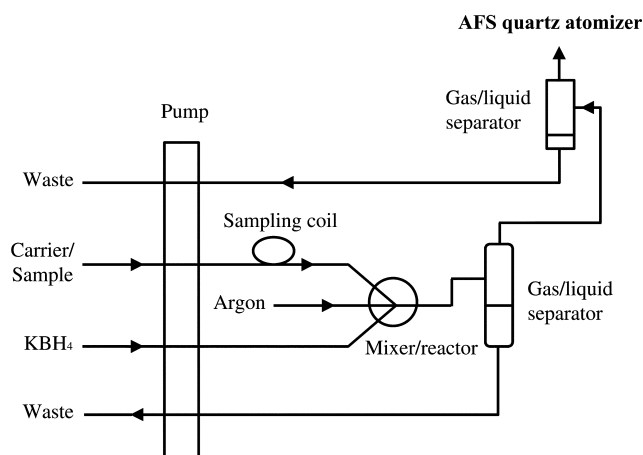 AFS quartz atomizer
Gas/liquid
separator
Pump
Waste
Sampling coil
Carrier/
Sample
Argon
Gas/liquid
separator
KBH₄
Mixer/reactor
Waste